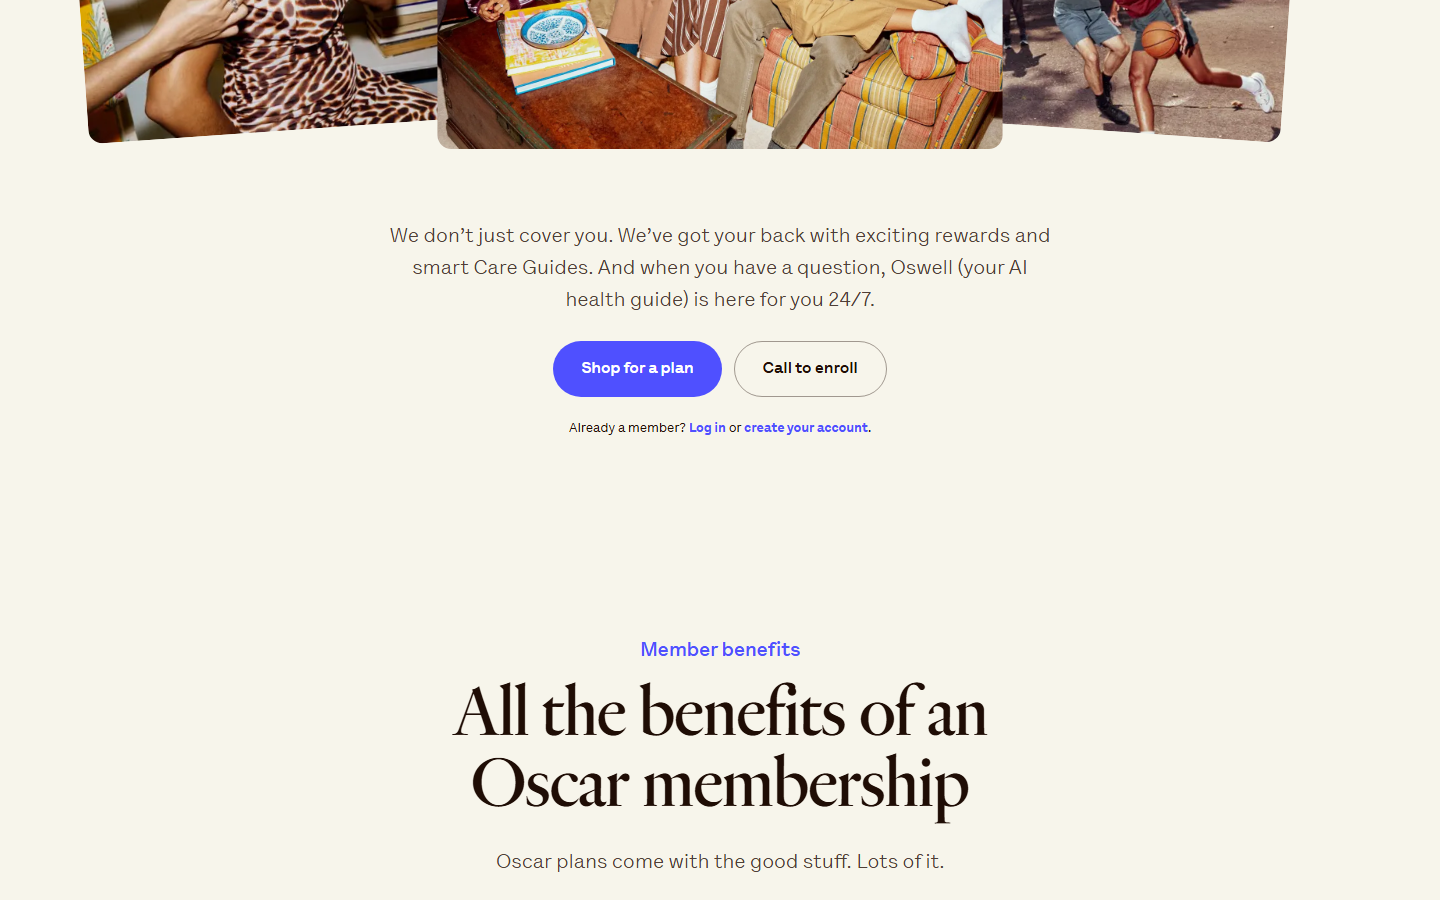 We don’t just cover you. We’ve got your back with exciting rewards and
smart Care Guides. And when you have a question, Oswell (your AI
health guide) is here for you 24/7.
Shop for a plan
Call to enroll
Already a member? Log in or create your account.
Member benefits
All the benefits of an
Oscar membership
Oscar plans come with the good stuff. Lots of it.